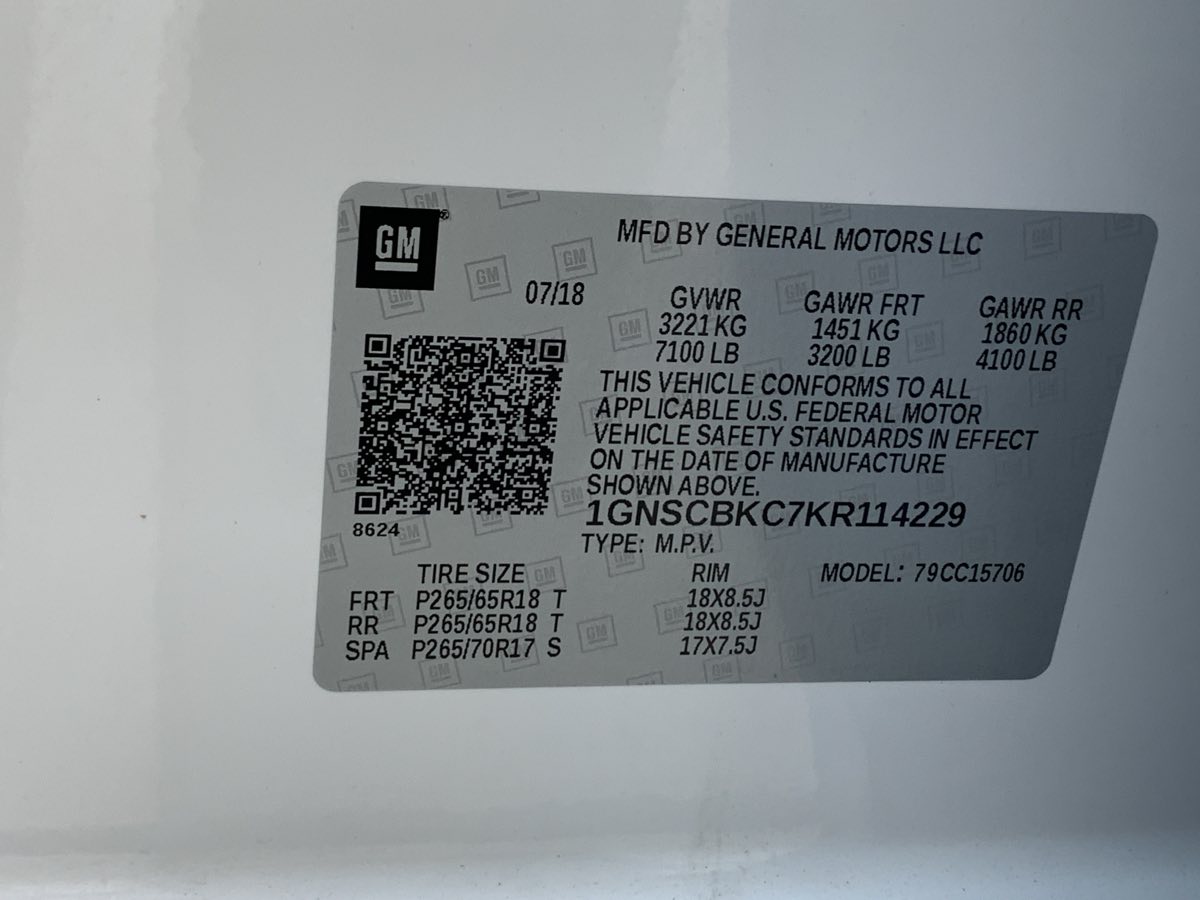 GM
®
MFD BY GENERAL MOTORS LLC
07/18
GVWR GAWR FRT GAWR RR
3221 KG 1451 KG 1860 KG
7100 LB 3200 LB 4100 LB
THIS VEHICLE CONFORMS TO ALL
APPLICABLE U.S. FEDERAL MOTOR
VEHICLE SAFETY STANDARDS IN EFFECT
ON THE DATE OF MANUFACTURE
SHOWN ABOVE.
1GNSCBKC7KR114229
8624
TYPE: M.P.V.
TIRE SIZE RIM MODEL: 79CC15706
FRT P265/65R18 T 18X8.5J
RR P265/65R18 T 18X8.5J
SPA P265/70R17 S 17X7.5J